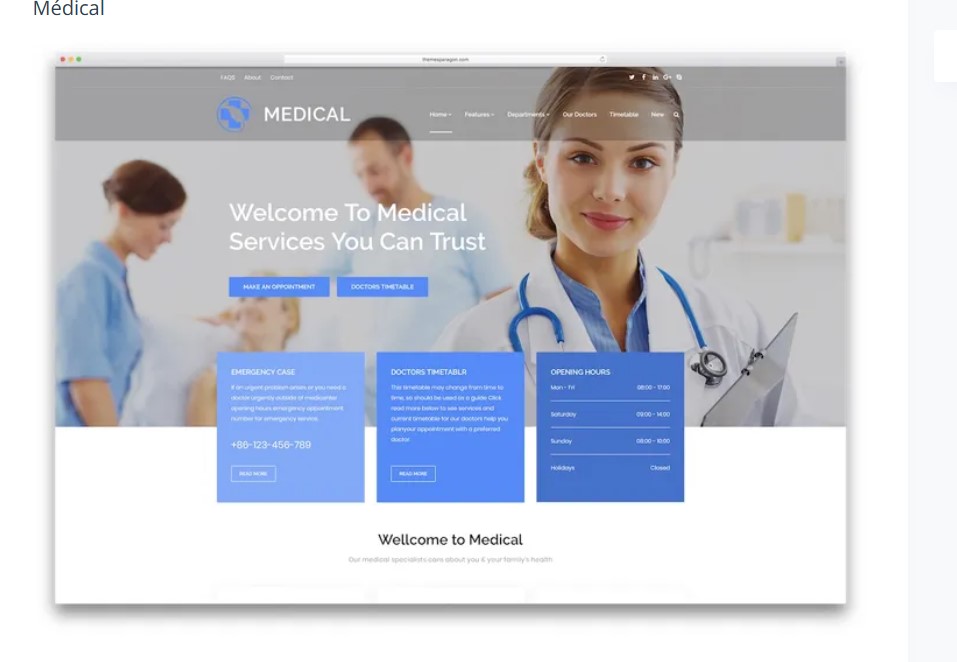 Médical
themesparagon.com
FAQS About Contact
MEDICAL
Home Features Departments Our Doctors Timetable New
Welcome To Medical
Services You Can Trust
MAKE AN OPPOINTMENT DOCTORS TIMETABLE
EMERGENCY CASE
If an urgent problem arises or you need a
doctor urgently outside of medicenter
opening hours emergency appointment
number for emergency service.
+86-123-456-789
READ MORE
DOCTORS TIMETABLR
This timetable may change from time to
time, so should be used as a guide Click
read more below to see services and
current timetable for our doctors help you
planyour appointment with a preferred
doctor
READ MORE
OPENING HOURS
Mon - Fri 08:00 - 17:00
Saturday 09:00 - 14:00
Sunday
Holidays Closed
Wellcome to Medical
Our medical specialists care about you & your family's health